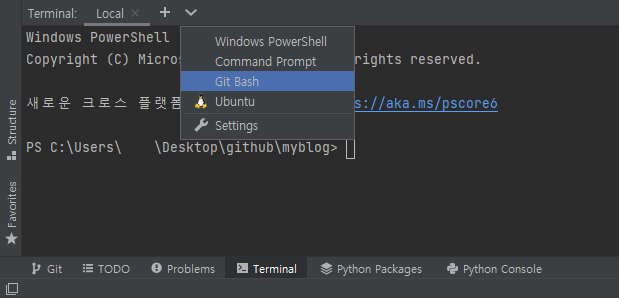 Terminal: Local × + 
Windows PowerShell
Windows PowerShell
Command Prompt
Git Bash
Ubuntu
Settings
Copyright (C) Micros rights reserved.
새로운 크로스 플랫폼 s://aka.ms/pscore6
PS C:\Users\ \Desktop\github\myblog>
Structure
Favorites
Git TODO Problems Terminal Python Packages Python Console